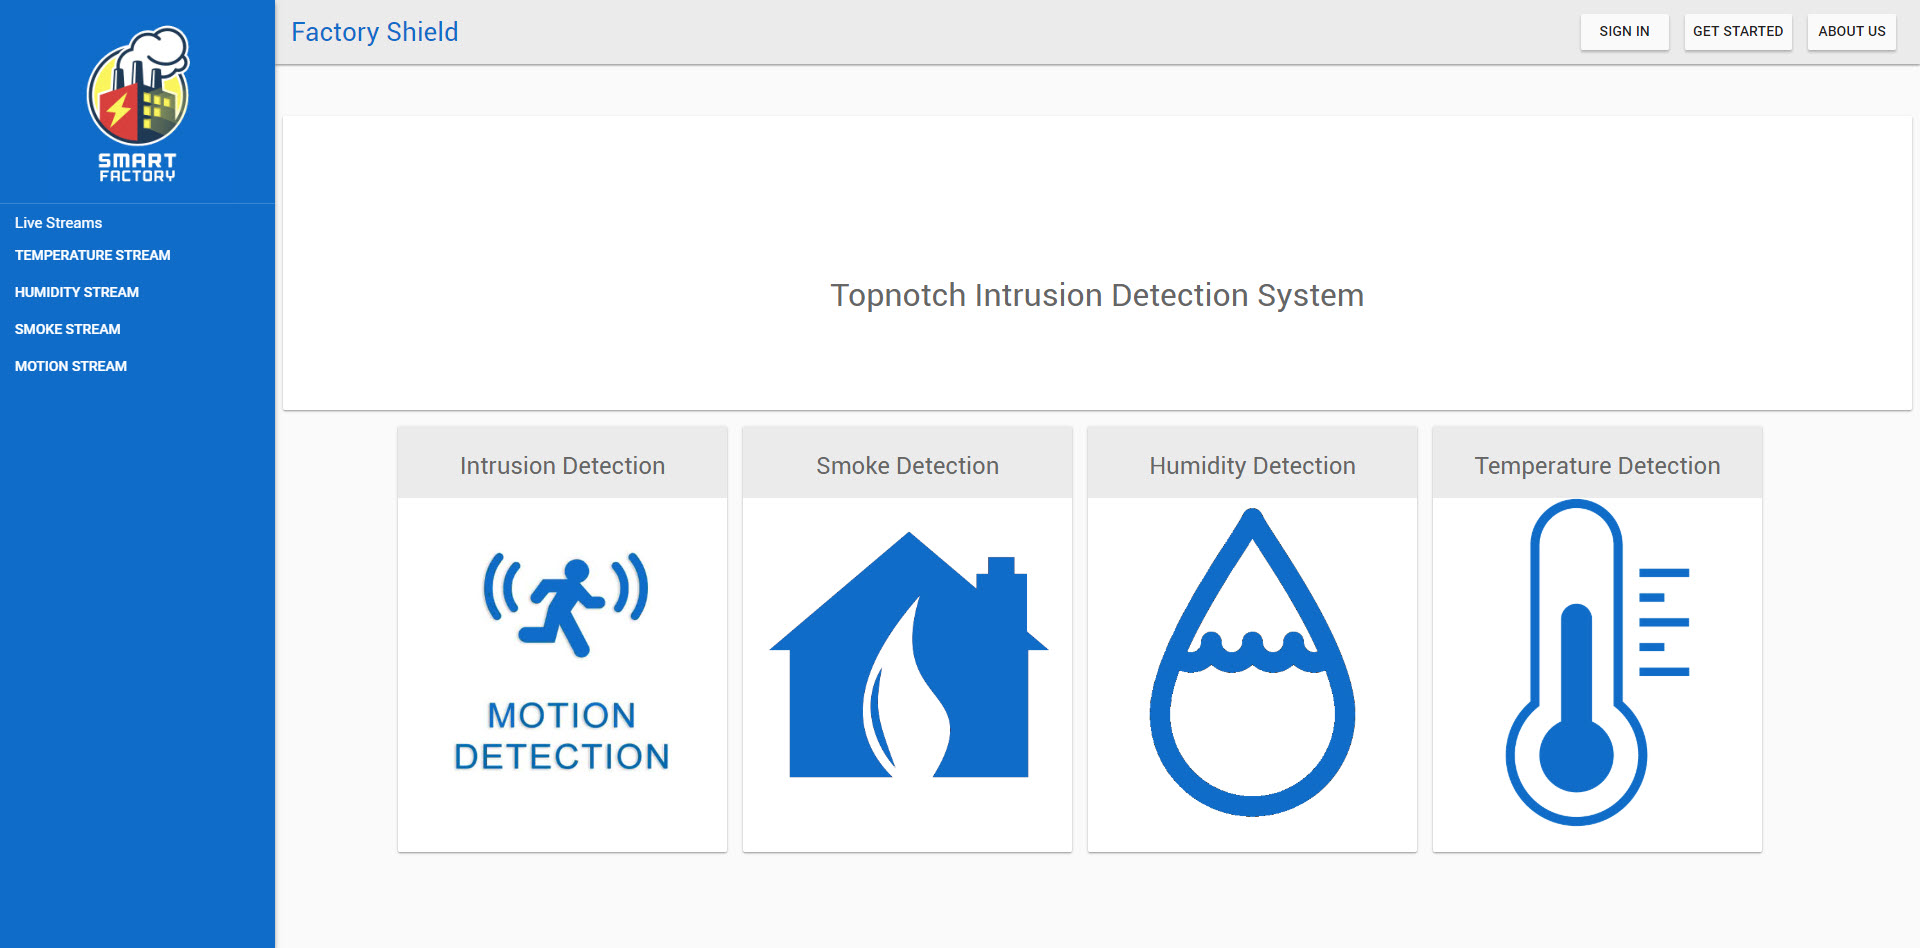 SMART
FACTORY
Factory Shield
SIGN IN
GET STARTED
ABOUT US
Live Streams
TEMPERATURE STREAM
HUMIDITY STREAM
SMOKE STREAM
MOTION STREAM
Topnotch Intrusion Detection System
Intrusion Detection
MOTION
DETECTION
Smoke Detection
Humidity Detection
Temperature Detection